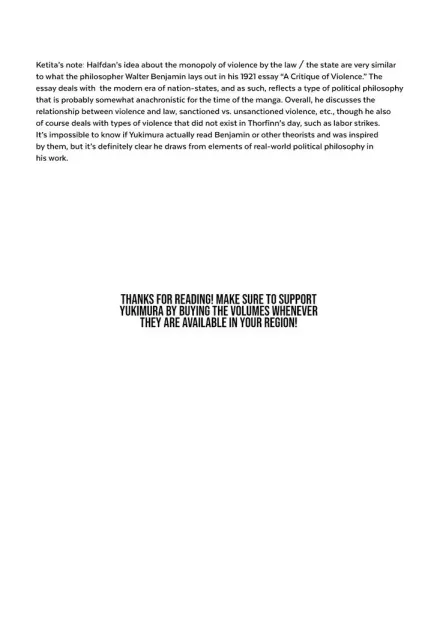 Ketita's note: Halfdan's idea about the monopoly of violence by the law / the state are very similar
to what the philosopher Walter Benjamin lays out in his 1921 essay “A Critique of Violence.” The
essay deals with the modern era of nation-states, and as such, reflects a type of political philosophy
that is probably somewhat anachronistic for the time of the manga. Overall, he discusses the
relationship between violence and law, sanctioned vs. unsanctioned violence, etc., though he also
of course deals with types of violence that did not exist in Thorfinn's day, such as labor strikes.
It's impossible to know if Yukimura actually read Benjamin or other theorists and was inspired
by them, but it's definitely clear he draws from elements of real-world political philosophy in
his work.
THANKS FOR READING! MAKE SURE TO SUPPORT
YUKIMURA BY BUYING THE VOLUMES WHENEVER
THEY ARE AVAILABLE IN YOUR REGION!